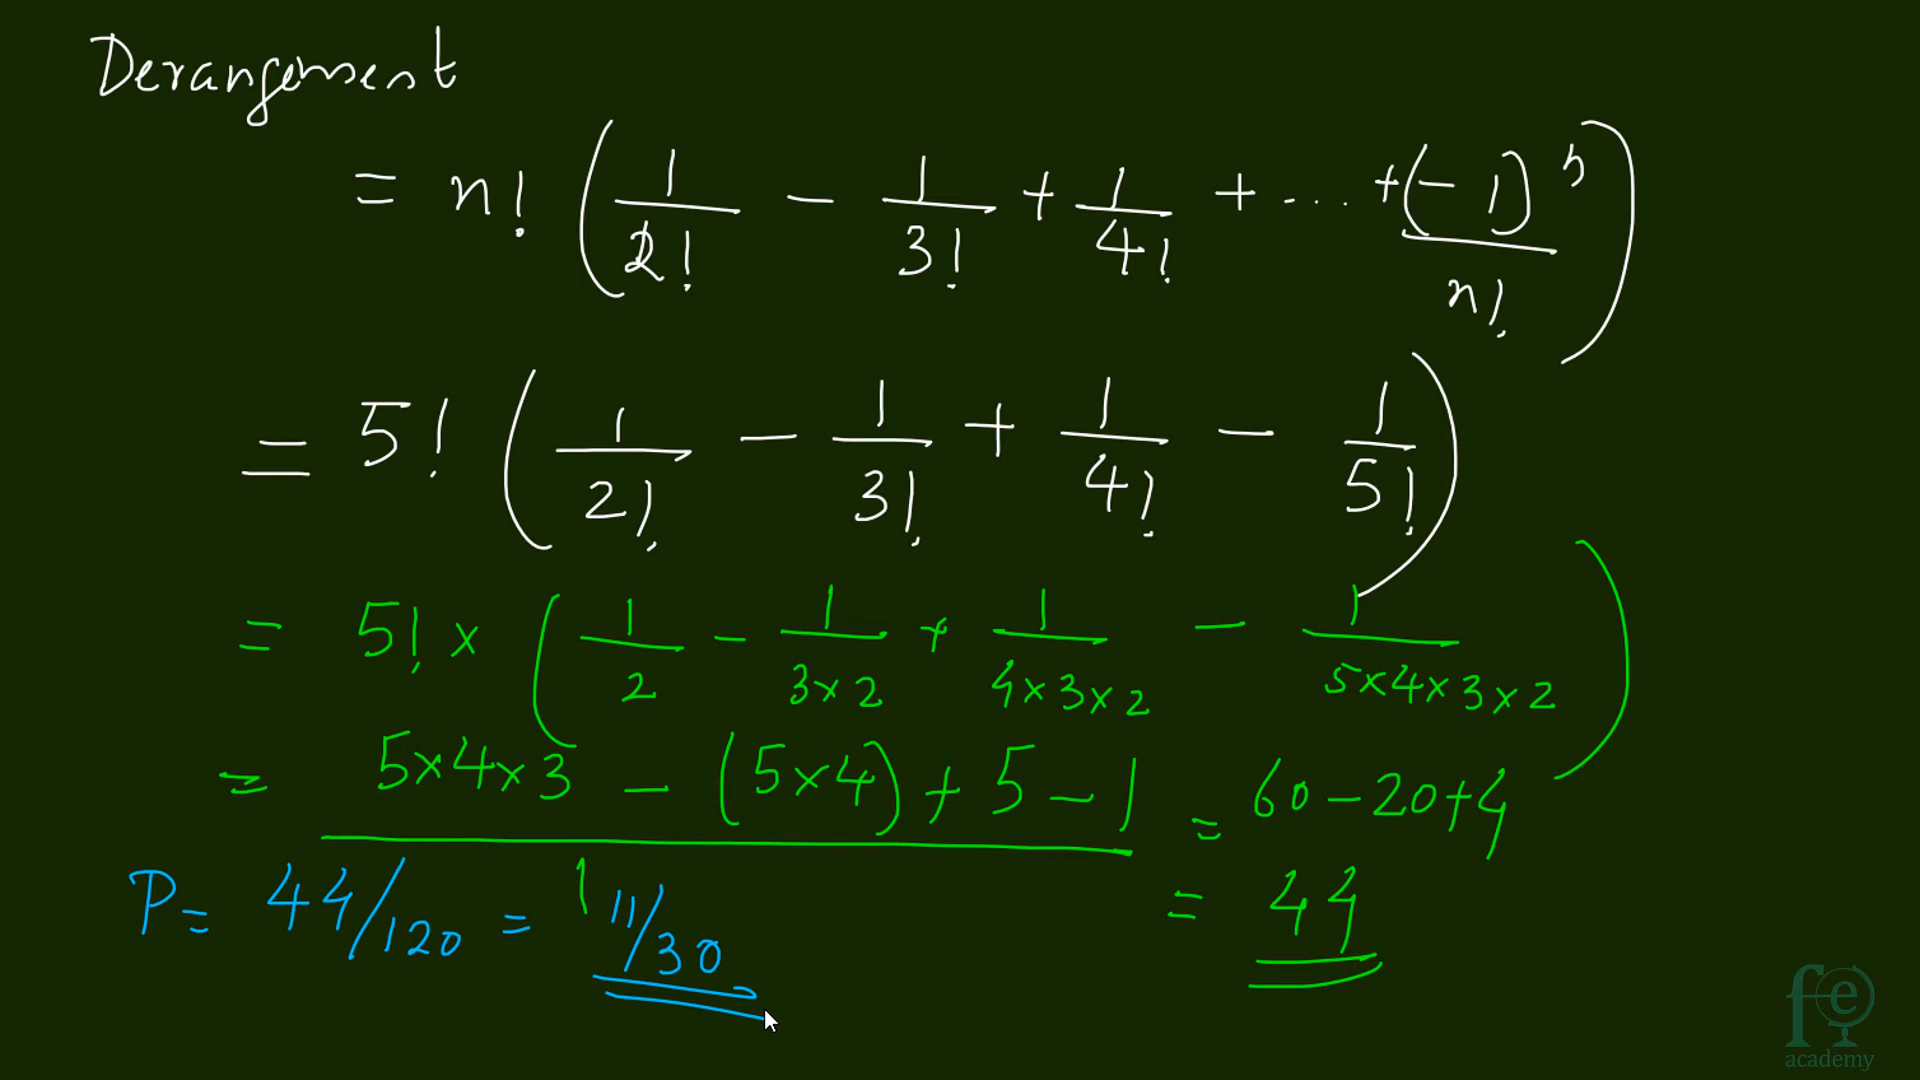 Derangement
= n! (1/2! - 1/3! + 1/4! + ... + (-1)^n/n!)
= 5! (1/2! - 1/3! + 1/4! - 1/5!)
= 5! × (1/2 - 1/3×2 + 1/4×3×2 - 1/5×4×3×2)
= 5×4×3 - (5×4) + 5 - 1 / 1 = 60 - 20 + 4
= 44
P = 44/120 = 11/30
fe
academy